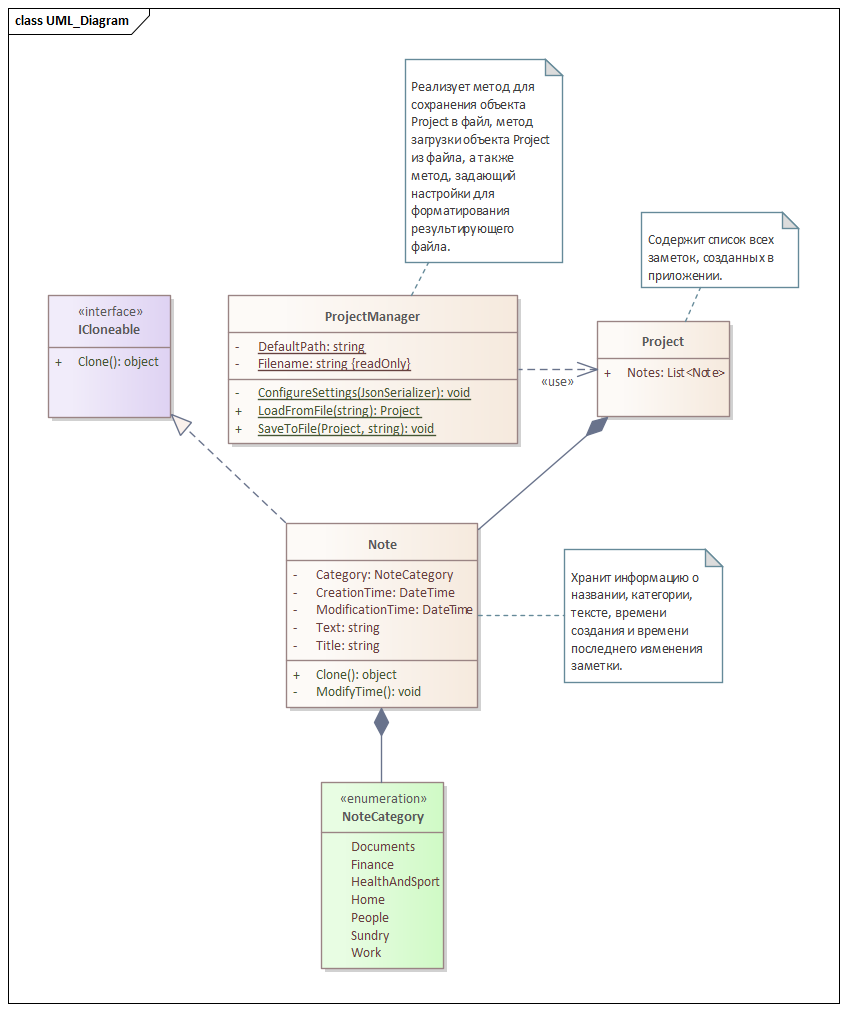 class UML_Diagram
Реализует метод для
сохранения объекта
Project в файл, метод
загрузки объекта Project
из файла, а также
метод, задающий
настройки для
форматирования
результирующего
файла.
Содержит список всех
заметок, созданных в
приложении.
«interface»
ICloneable
+ Clone(): object
ProjectManager
- DefaultPath: string
- Filename: string {readOnly}
- ConfigureSettings(JsonSerializer): void
+ LoadFromFile(string): Project
+ SaveToFile(Project, string): void
«use»
Project
+ Notes: List<Note>
Note
- Category: NoteCategory
- CreationTime: DateTime
- ModificationTime: DateTime
- Text: string
- Title: string
+ Clone(): object
- ModifyTime(): void
Хранит информацию о
названии, категории,
тексте, времени
создания и времени
последнего изменения
заметки.
«enumeration»
NoteCategory
Documents
Finance
HealthAndSport
Home
People
Sundry
Work